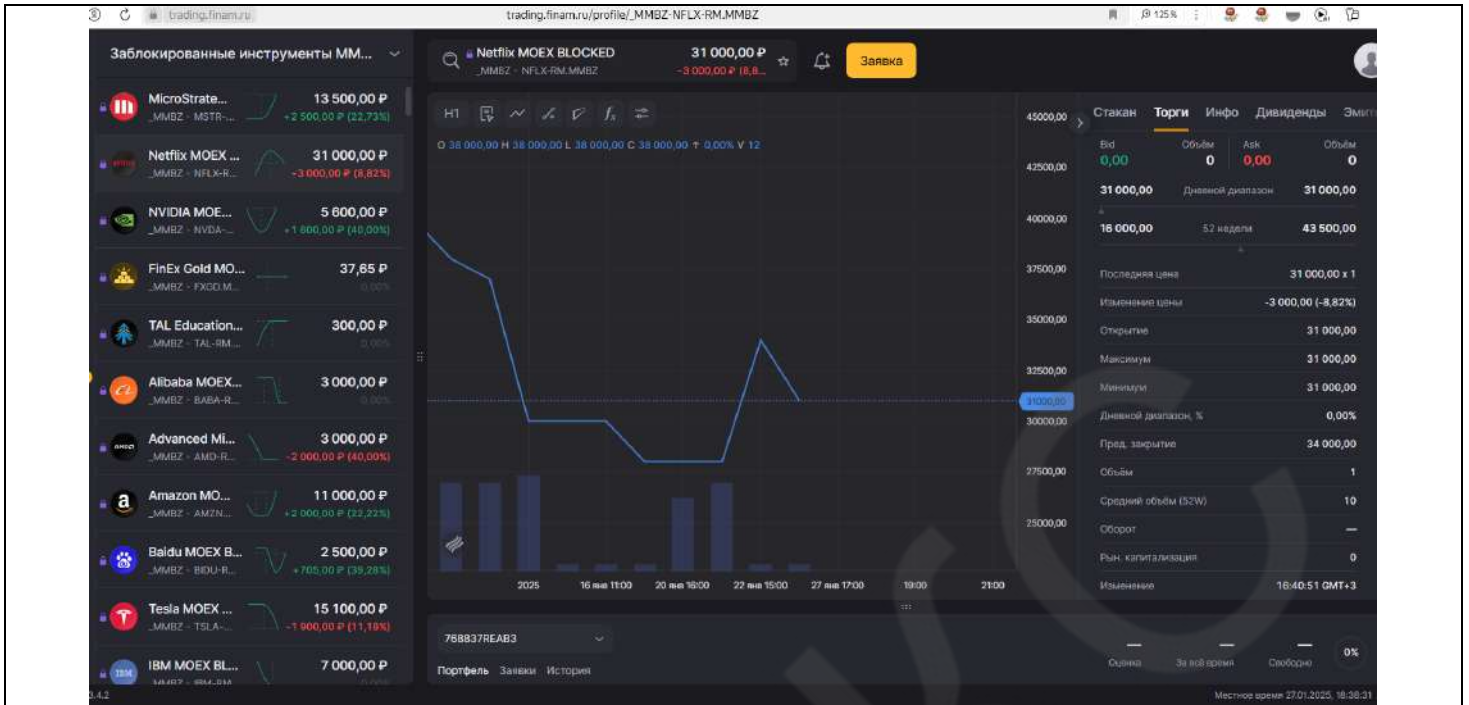 trading.finam.ru
trading.finam.ru/profile/_MMBZ-NFLX-RM.MMBZ
125 %
Заблокированные инструменты ММ...
MicroStrate...
13 500,00 ₽
_MMBZ - MSTR-...
+2 500,00 ₽ (22,73%)
Netflix MOEX ...
31 000,00 ₽
_MMBZ - NFLX-R...
-3 000,00 ₽ (8,82%)
NVIDIA MOE...
5 600,00 ₽
_MMBZ - NVDA-...
+1 600,00 ₽ (40,00%)
FinEx Gold MO...
37,65 ₽
_MMBZ - FXGD.M...
0,00%
TAL Education...
300,00 ₽
_MMBZ - TAL-RM....
0,00%
Alibaba MOEX...
3 000,00 ₽
_MMBZ - BABA-R...
0,00%
Advanced Mi...
3 000,00 ₽
_MMBZ - AMD-R...
-2 000,00 ₽ (40,00%)
Amazon MO...
11 000,00 ₽
_MMBZ - AMZN...
+2 000,00 ₽ (22,22%)
Baidu MOEX B...
2 500,00 ₽
_MMBZ - BIDU-R...
+705,00 ₽ (39,28%)
Tesla MOEX ...
15 100,00 ₽
_MMBZ - TSLA-...
-1 900,00 ₽ (11,18%)
IBM MOEX BL...
7 000,00 ₽
3.4.2
Netflix MOEX BLOCKED
31 000,00 ₽
_MMBZ - NFLX-RM.MMBZ
-3 000,00 ₽ (8,8...
Заявка
H1
O 38 000,00 H 38 000,00 L 38 000,00 C 38 000,00 ↑ 0,00% V 12
45000,00
42500,00
40000,00
37500,00
35000,00
32500,00
31000,00
30000,00
27500,00
25000,00
2025
16 янв 11:00
20 янв 16:00
22 янв 15:00
27 янв 17:00
19:00
21:00
Стакан Торги Инфо Дивиденды Эмит
Bid Объём Ask Объём
0,00 0 0,00 0
31 000,00 Дневной диапазон 31 000,00
16 000,00 52 недели 43 500,00
Последняя цена 31 000,00 x 1
Изменение цены -3 000,00 (-8,82%)
Открытие 31 000,00
Максимум 31 000,00
Минимум 31 000,00
Дневной диапазон, % 0,00%
Пред. закрытие 34 000,00
Объём 1
Средний объём (52W) 10
Оборот —
Рын. капитализация 0
Изменение 16:40:51 GMT+3
768837REAB3
Портфель Заявки История
— — —
Оценка За всё время Свободно
0%
Местное время 27.01.2025, 18:38:31